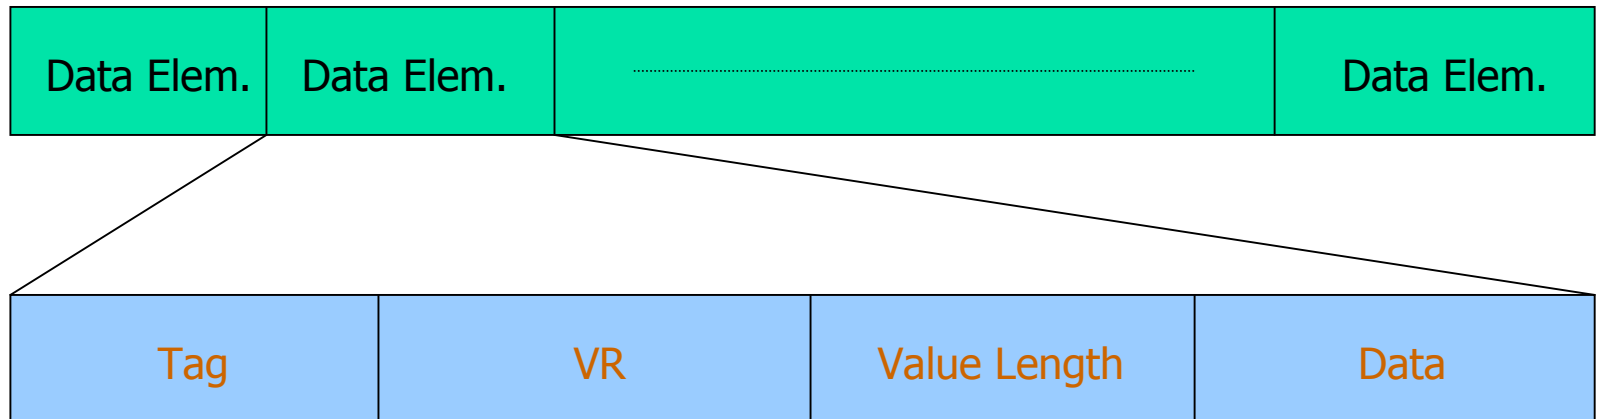 Data Elem. Data Elem. Data Elem.
Tag VR Value Length Data